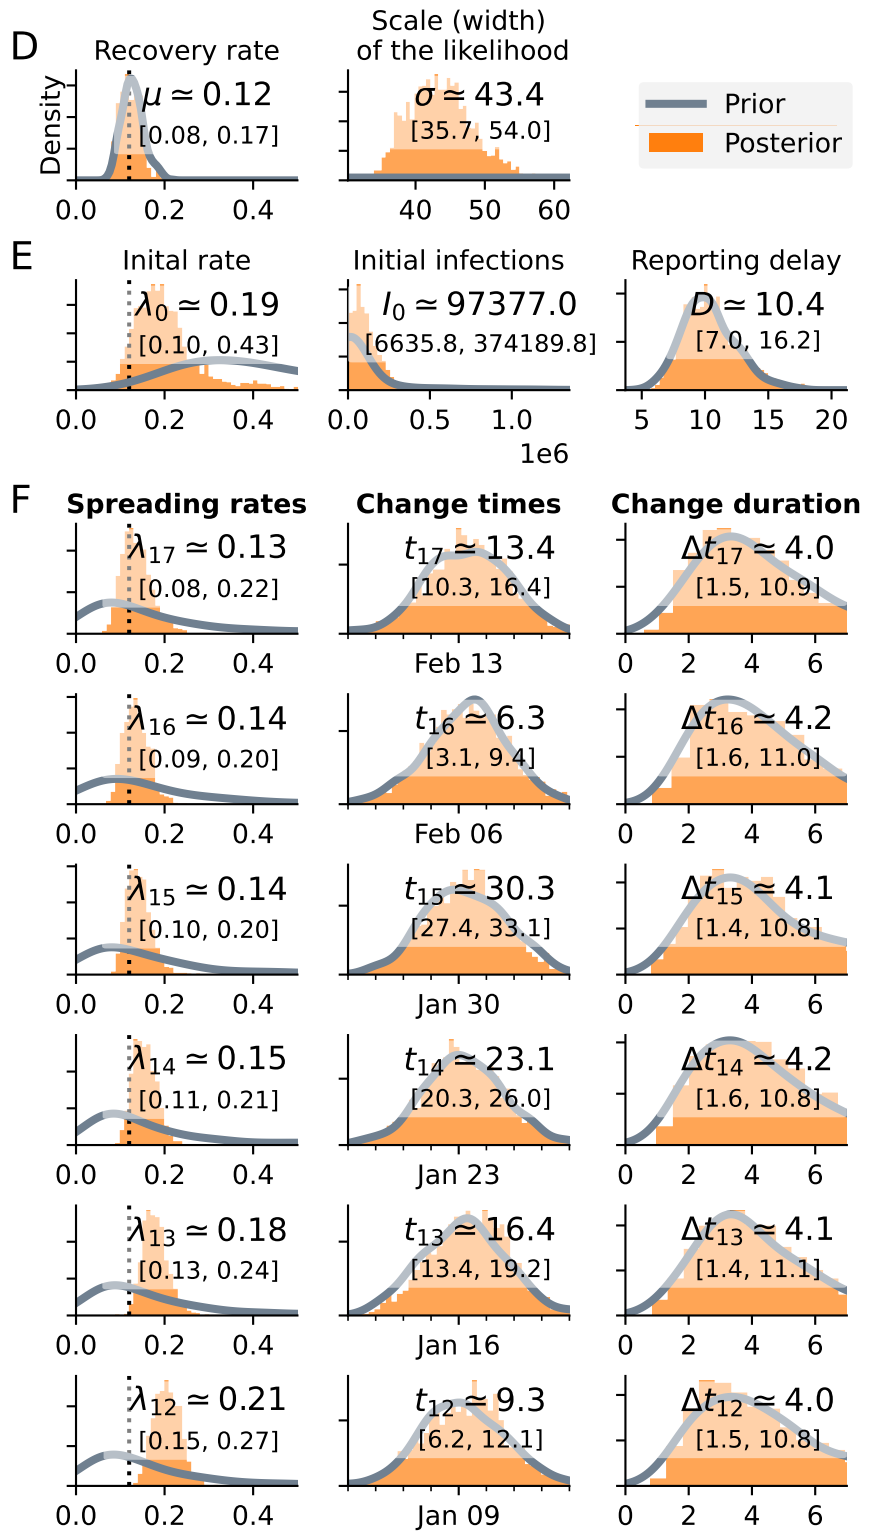 D
Recovery rate
Scale (width)
of the likelihood
Density
μ ≃ 0.12
[0.08, 0.17]
σ ≃ 43.4
[35.7, 54.0]
Prior
Posterior
0.0 0.2 0.4
40 50 60
E
Inital rate
Initial infections
Reporting delay
λ0 ≃ 0.19
[0.10, 0.43]
I0 ≃ 97377.0
[6635.8, 374189.8]
D ≃ 10.4
[7.0, 16.2]
0.0 0.2 0.4
0.0 0.5 1.0
1e6
5 10 15 20
F
Spreading rates
Change times
Change duration
λ17 ≃ 0.13
[0.08, 0.22]
t17 ≃ 13.4
[10.3, 16.4]
Δt17 ≃ 4.0
[1.5, 10.9]
0.0 0.2 0.4
Feb 13
0 2 4 6
λ16 ≃ 0.14
[0.09, 0.20]
t16 ≃ 6.3
[3.1, 9.4]
Δt16 ≃ 4.2
[1.6, 11.0]
0.0 0.2 0.4
Feb 06
0 2 4 6
λ15 ≃ 0.14
[0.10, 0.20]
t15 ≃ 30.3
[27.4, 33.1]
Δt15 ≃ 4.1
[1.4, 10.8]
0.0 0.2 0.4
Jan 30
0 2 4 6
λ14 ≃ 0.15
[0.11, 0.21]
t14 ≃ 23.1
[20.3, 26.0]
Δt14 ≃ 4.2
[1.6, 10.8]
0.0 0.2 0.4
Jan 23
0 2 4 6
λ13 ≃ 0.18
[0.13, 0.24]
t13 ≃ 16.4
[13.4, 19.2]
Δt13 ≃ 4.1
[1.4, 11.1]
0.0 0.2 0.4
Jan 16
0 2 4 6
λ12 ≃ 0.21
[0.15, 0.27]
t12 ≃ 9.3
[6.2, 12.1]
Δt12 ≃ 4.0
[1.5, 10.8]
0.0 0.2 0.4
Jan 09
0 2 4 6